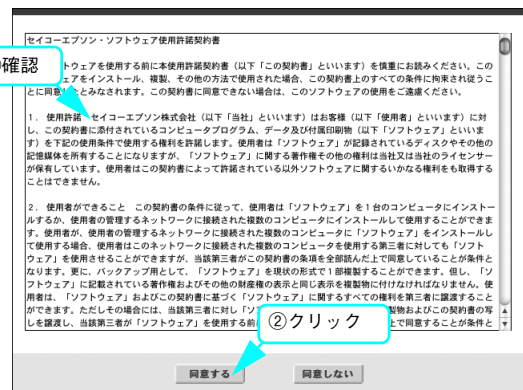 セイコーエプソン・ソフトウェア使用許諾契約書
確認
トウェアを使用する前に本使用許諾契約書（以下「この契約書」といいます）を慎重にお読みください。この
ェアをインストール、複製、その他の方法で使用された場合、この契約書上のすべての条件に拘束され従うこ
とに同意したとみなされます。この契約書に同意できない場合は、このソフトウェアの使用をご遠慮ください。
1．使用許諾 セイコーエプソン株式会社（以下「当社」といいます）はお客様（以下「使用者」といいます）に対
し、この契約書に添付されているコンピュータプログラム、データ及び付属印刷物（以下「ソフトウェア」といいま
す）を下記の使用条件で使用する権利を許諾します。使用者は「ソフトウェア」が記録されているディスクやその他の
記憶媒体を所有することになりますが、「ソフトウェア」に関する著作権その他の権利は当社又は当社のライセンサー
が保有しています。使用者はこの契約書によって許諾されている以外ソフトウェアに関するいかなる権利をも取得する
ことはできません。
2．使用者ができること この契約書の条件に従って、使用者は「ソフトウェア」を１台のコンピュータにインストー
ルするか、使用者の管理するネットワークに接続された複数のコンピュータにインストールして使用することができま
す。使用者が、使用者の管理するネットワークに接続された複数のコンピュータに「ソフトウェア」をインストールし
て使用する場合、使用者はこのネットワークに接続された複数のコンピュータを使用する第三者に対しても「ソフト
ウェア」を使用させることができますが、当該第三者がこの契約書の条項を全部読んだ上で同意していることが条件と
なります。更に、バックアップ用として、「ソフトウェア」を現状の形式で１部複製することができます。但し、「ソ
フトウェア」に記載されている著作権およびその他の財産権の表示と同じ表示を複製物に付けなければなりません。使
用者は、「ソフトウェア」およびこの契約書に基づく「ソフトウェア」に関するすべての権利を第三者に譲渡すること
ができます。ただしその場合には、当該第三者に対し「ソフ
製物およびこの契約書の写
しを譲渡し、当該第三者が「ソフトウェア」を使用する前に
上で同意することが条件と
②クリック
同意する
同意しない